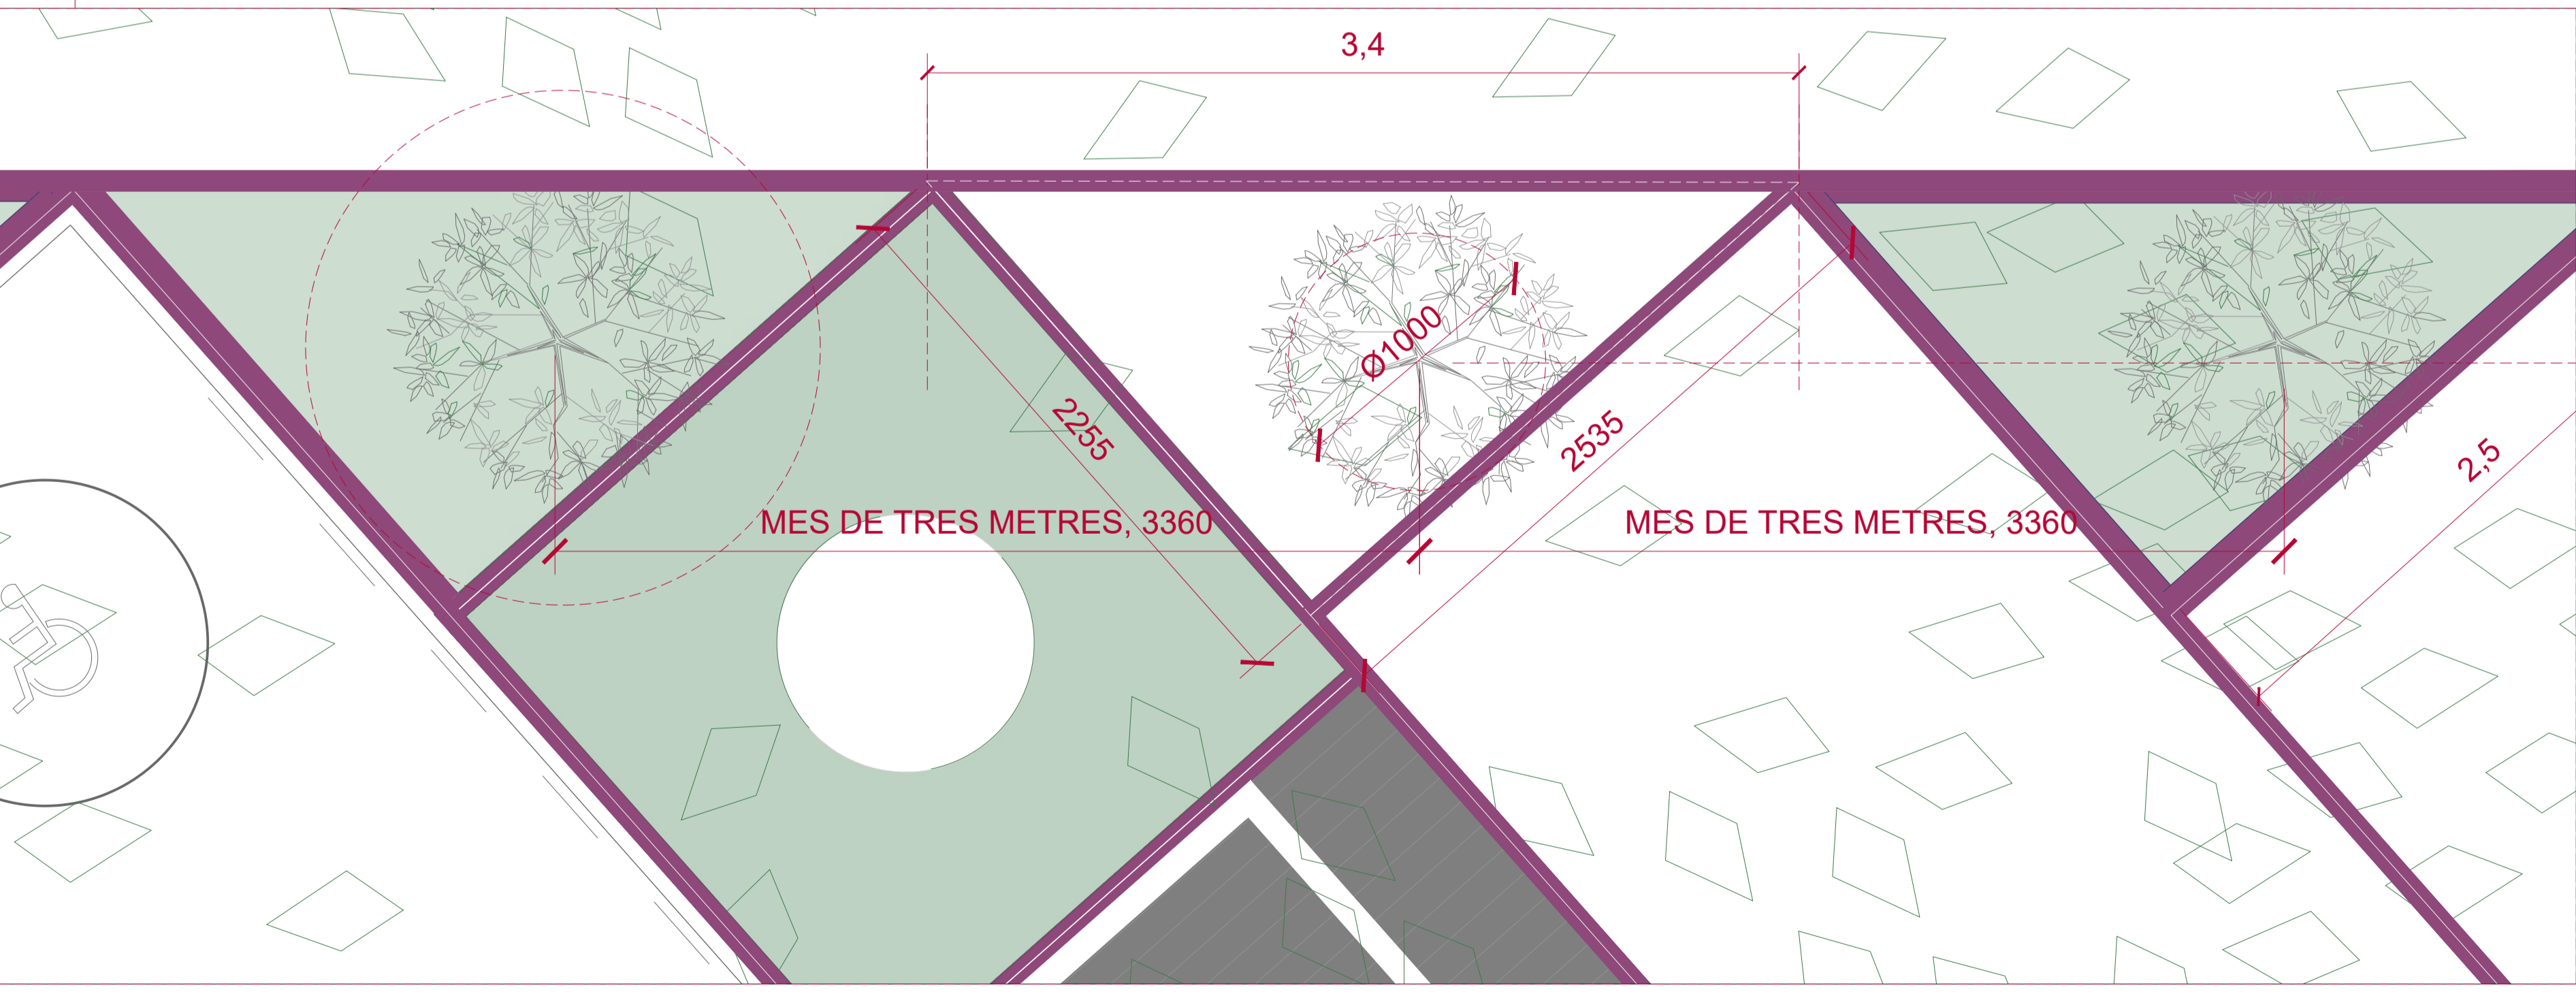 3,4
Ø1000
2255
2535
2,5
MES DE TRES METRES, 3360
MES DE TRES METRES, 3360